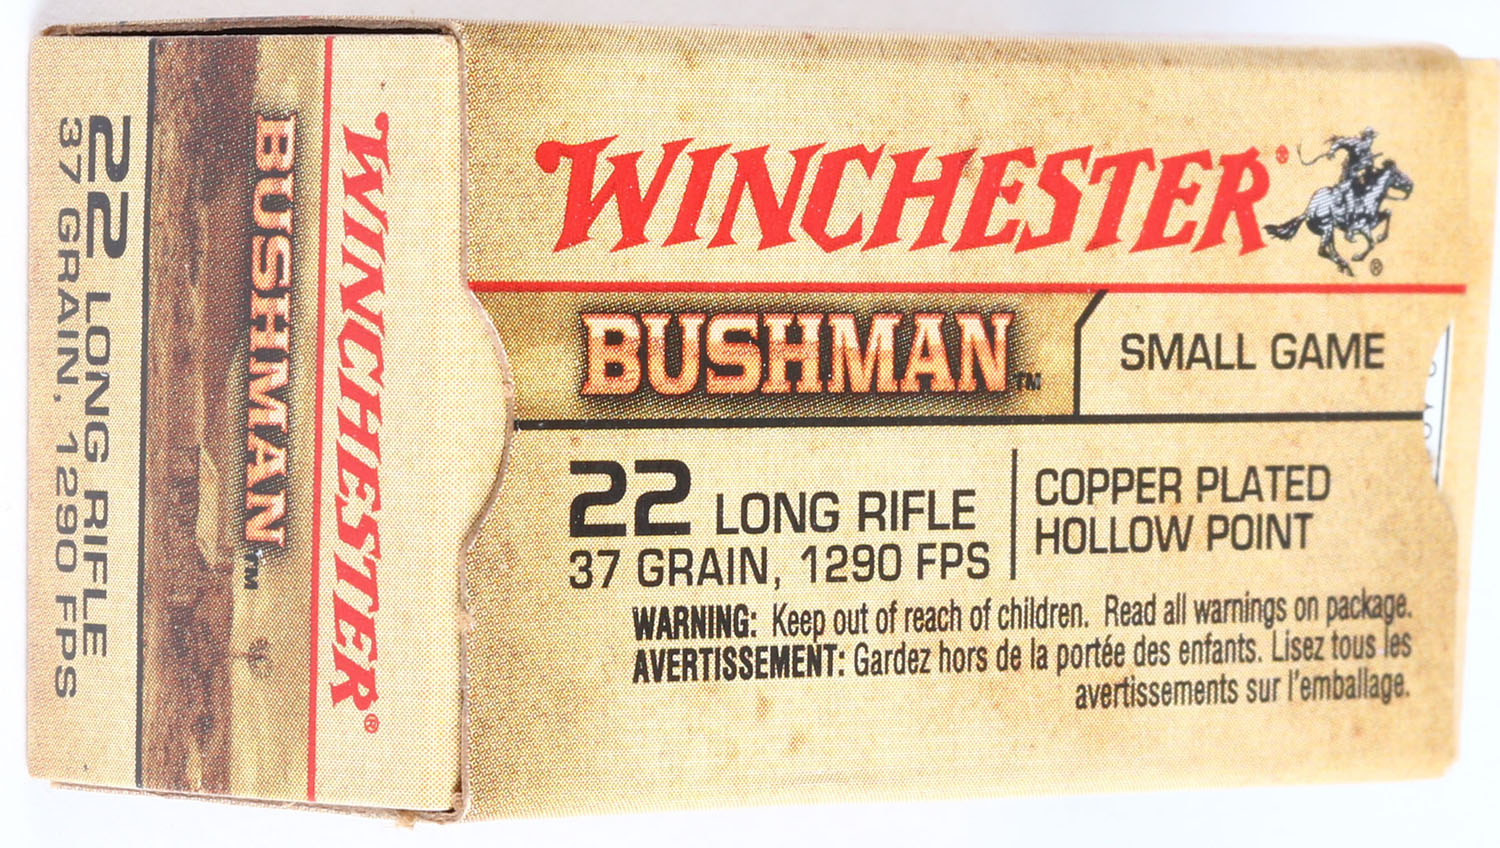 WINCHESTER®
®
BUSHMAN™
SMALL GAME
22 LONG RIFLE
37 GRAIN, 1290 FPS
COPPER PLATED
HOLLOW POINT
WARNING: Keep out of reach of children. Read all warnings on package.
AVERTISSEMENT: Gardez hors de la portée des enfants. Lisez tous les
avertissements sur l'emballage.
WINCHESTER®
BUSHMAN™
22 LONG RIFLE
37 GRAIN, 1290 FPS